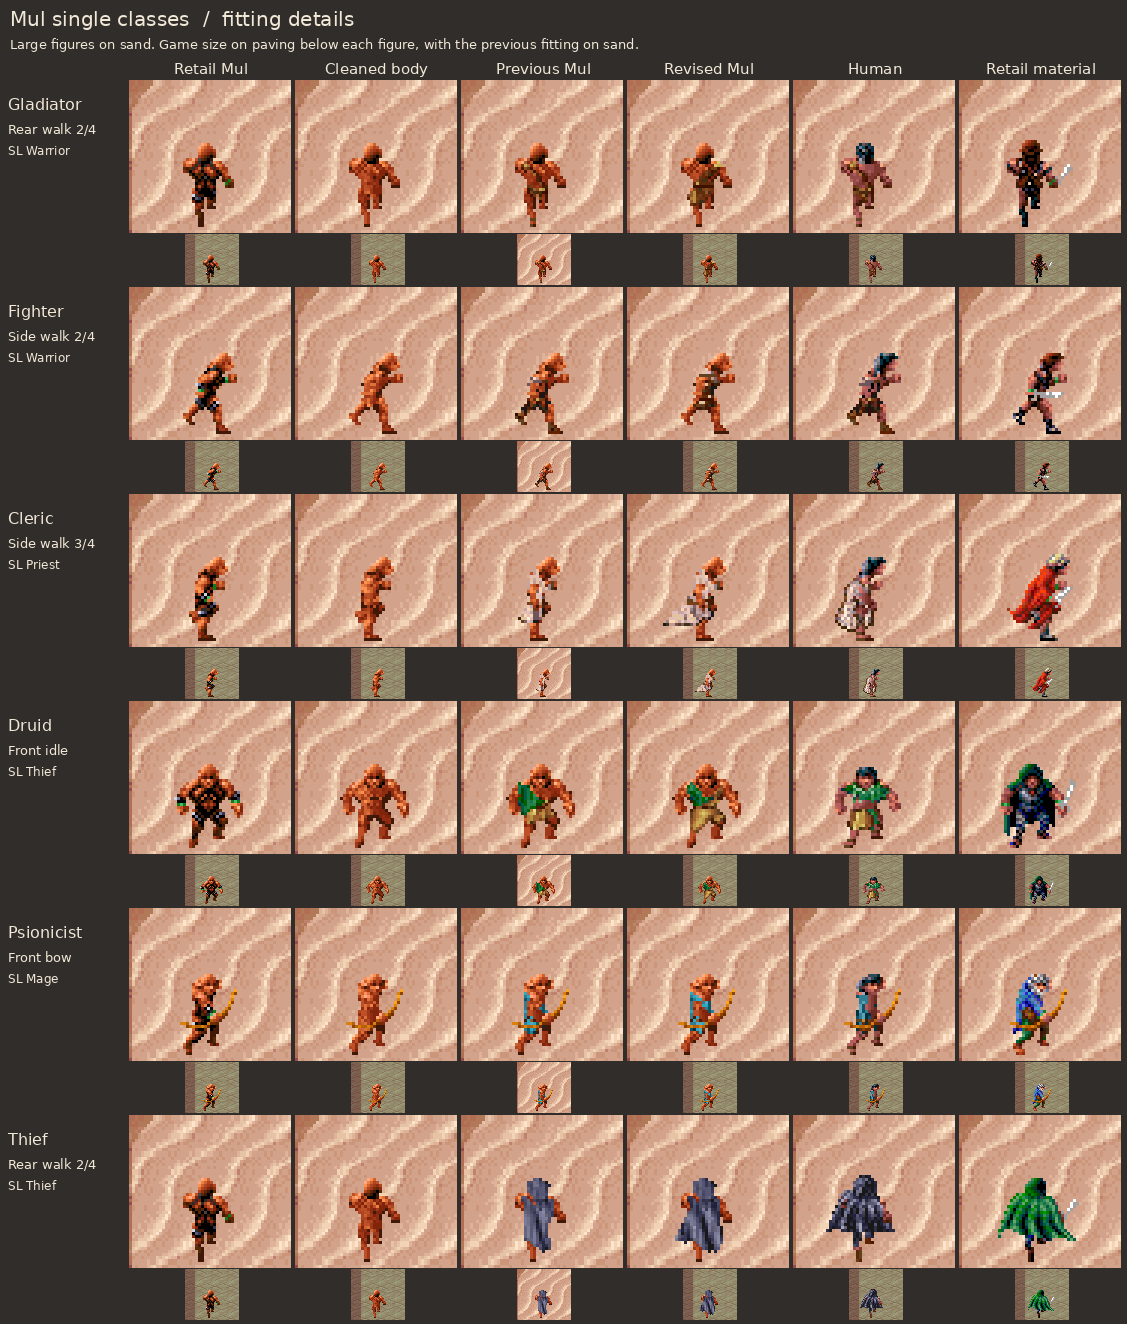 Mul single classes / fitting details
Large figures on sand. Game size on paving below each figure, with the previous fitting on sand.
Retail Mul Cleaned body Previous Mul Revised Mul Human Retail material
Gladiator
Rear walk 2/4
SL Warrior
Fighter
Side walk 2/4
SL Warrior
Cleric
Side walk 3/4
SL Priest
Druid
Front idle
SL Thief
Psionicist
Front bow
SL Mage
Thief
Rear walk 2/4
SL Thief